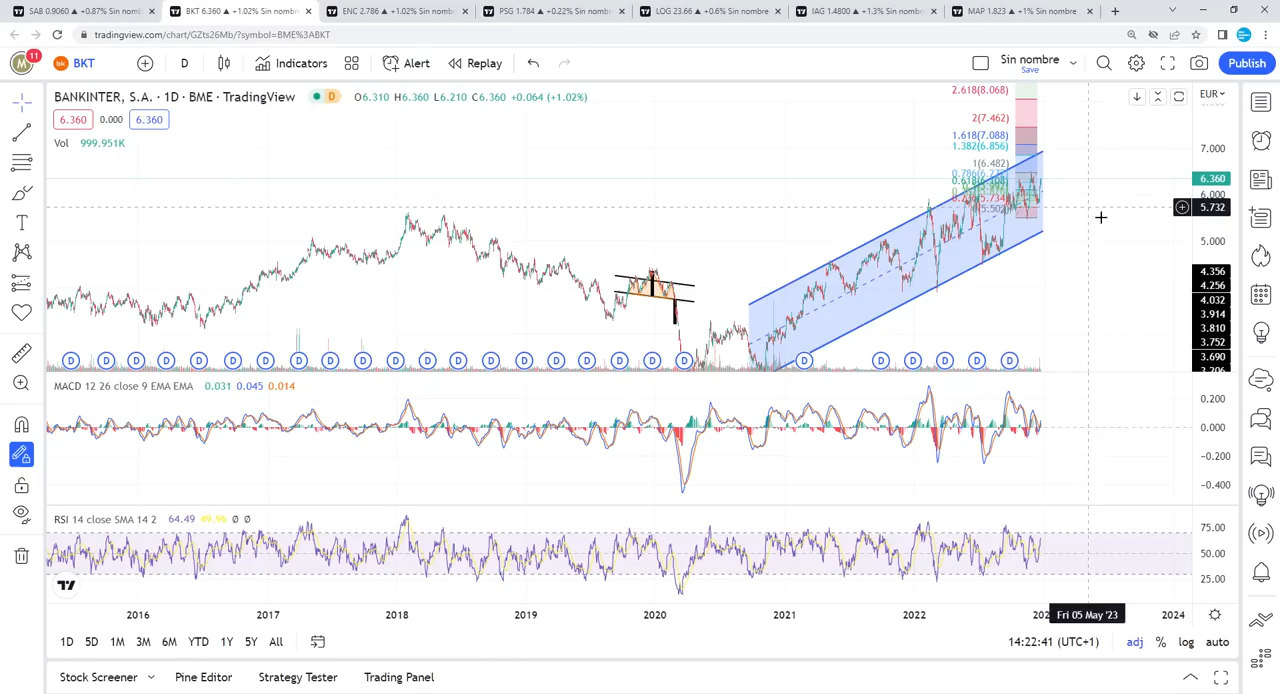 SAB 0.9060 ▲ +0.87% Sin nombre
BKT 6.360 ▲ +1.02% Sin nombre
ENC 2.786 ▲ +1.02% Sin nombre
PSG 1.784 ▲ +0.22% Sin nombre
LOG 23.66 ▲ +0.6% Sin nombre
IAG 1.4800 ▲ +1.3% Sin nombre
MAP 1.823 ▲ +1% Sin nombre
tradingview.com/chart/GZts26Mb/?symbol=BME%3ABKT
M 11 bk BKT D Indicators Alert Replay Sin nombre Save Publish
BANKINTER, S.A. · 1D · BME · TradingView D O6.310 H6.360 L6.210 C6.360 +0.064 (+1.02%)
6.360 0.000 6.360
Vol 999.951K
2.618(8.068)
2(7.462)
1.618(7.088)
1.382(6.856)
1(6.482)
EUR
7.000
6.360
6.000
5.732
5.000
4.356
4.256
4.032
3.914
3.810
3.752
3.690
3.206
D D D D D D D D D D D D D D D D D D D D D D D D D D D
MACD 12 26 close 9 EMA EMA 0.031 0.045 0.014
0.200
0.000
−0.200
−0.400
RSI 14 close SMA 14 2 64.49 49.96 Ø Ø
75.00
50.00
25.00
2016 2017 2018 2019 2020 2021 2022 Fri 05 May '23 2024
1D 5D 1M 3M 6M YTD 1Y 5Y All 14:22:41 (UTC+1) adj % log auto
Stock Screener Pine Editor Strategy Tester Trading Panel